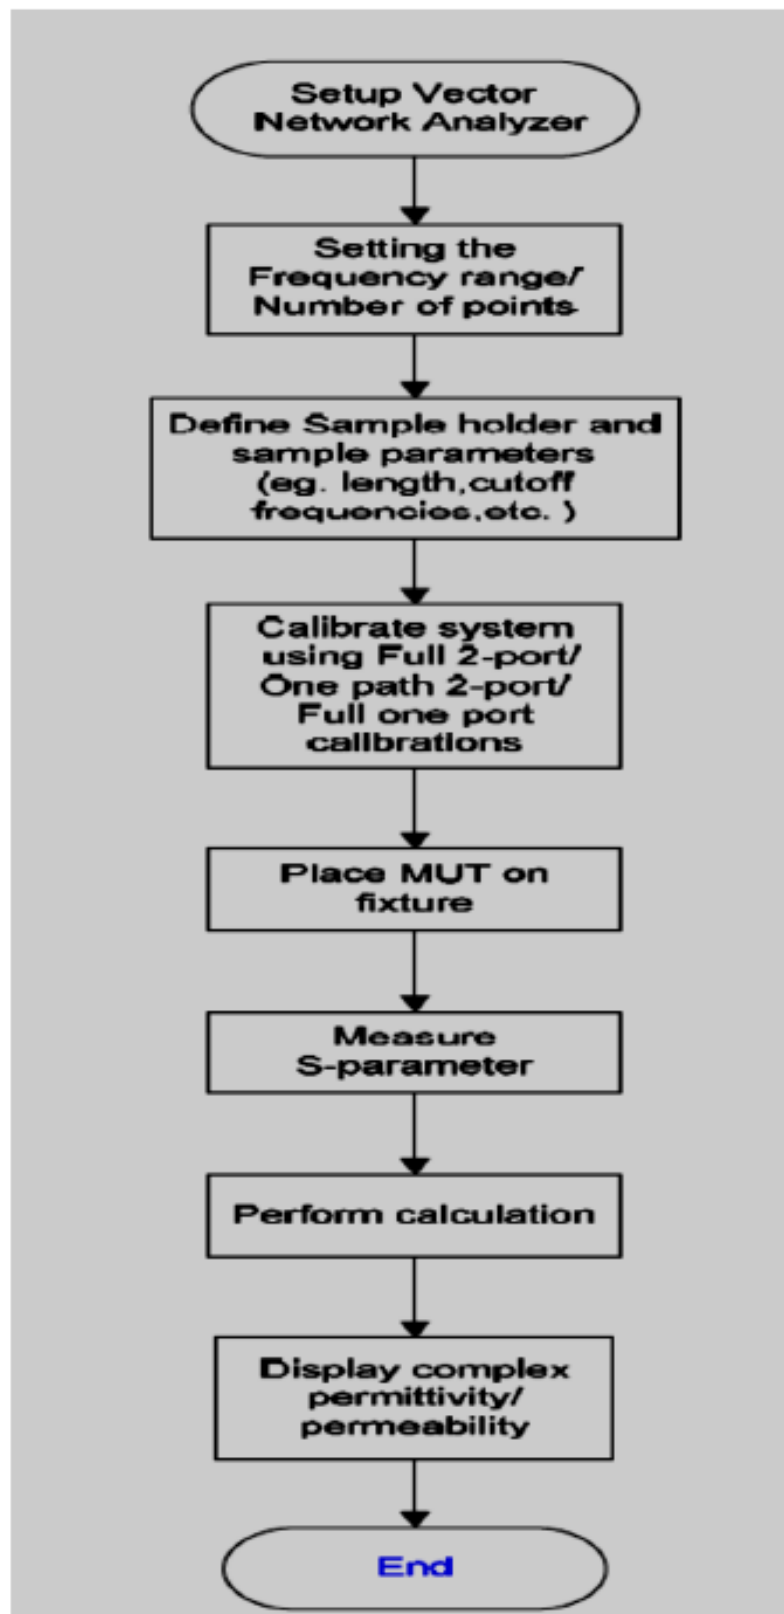 Setup Vector
Network Analyzer
Setting the
Frequency range/
Number of points
Define Sample holder and
sample parameters
(eg. length,cutoff
frequencies,etc. )
Calibrate system
using Full 2-port/
One path 2-port/
Full one port
calibrations
Place MUT on
fixture
Measure
S-parameter
Perform calculation
Display complex
permittivity/
permeability
End